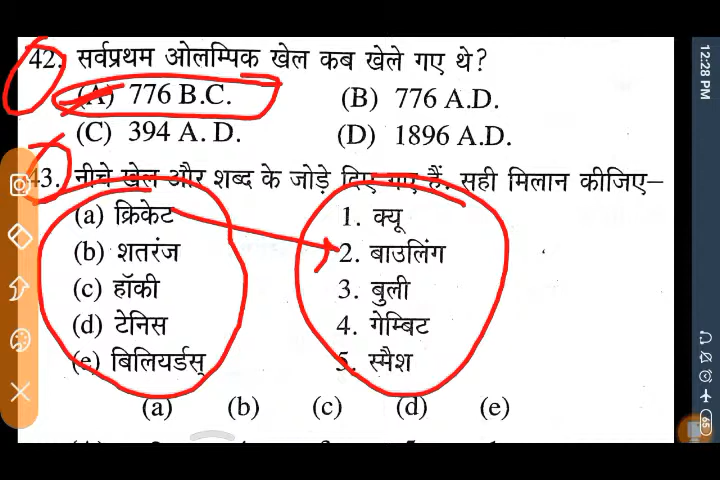 12:28 PM
65
42. सर्वप्रथम ओलम्पिक खेल कब खेले गए थे?
(A) 776 B.C. (B) 776 A.D.
(C) 394 A. D. (D) 1896 A.D.
43. नीचे खेल और शब्द के जोड़े दिए गए हैं. सही मिलान कीजिए–
(a) क्रिकेट 1. क्यू
(b) शतरंज 2. बाउलिंग
(c) हॉकी 3. बुली
(d) टेनिस 4. गेम्बिट
(e) बिलियर्डस् 5. स्मैश
(a) (b) (c) (d) (e)